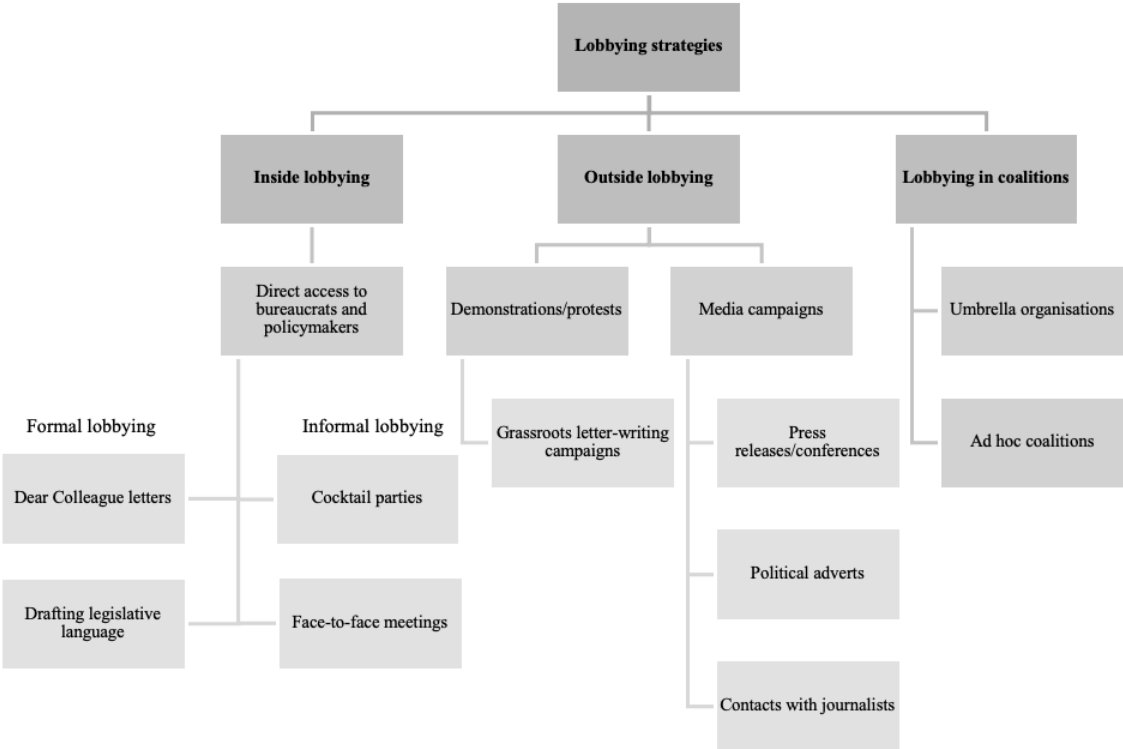 Lobbying strategies
Inside lobbying
Outside lobbying
Lobbying in coalitions
Direct access to
bureaucrats and
policymakers
Demonstrations/protests
Media campaigns
Umbrella organisations
Formal lobbying
Informal lobbying
Grassroots letter-writing
campaigns
Press
releases/conferences
Ad hoc coalitions
Dear Colleague letters
Cocktail parties
Political adverts
Drafting legislative
language
Face-to-face meetings
Contacts with journalists